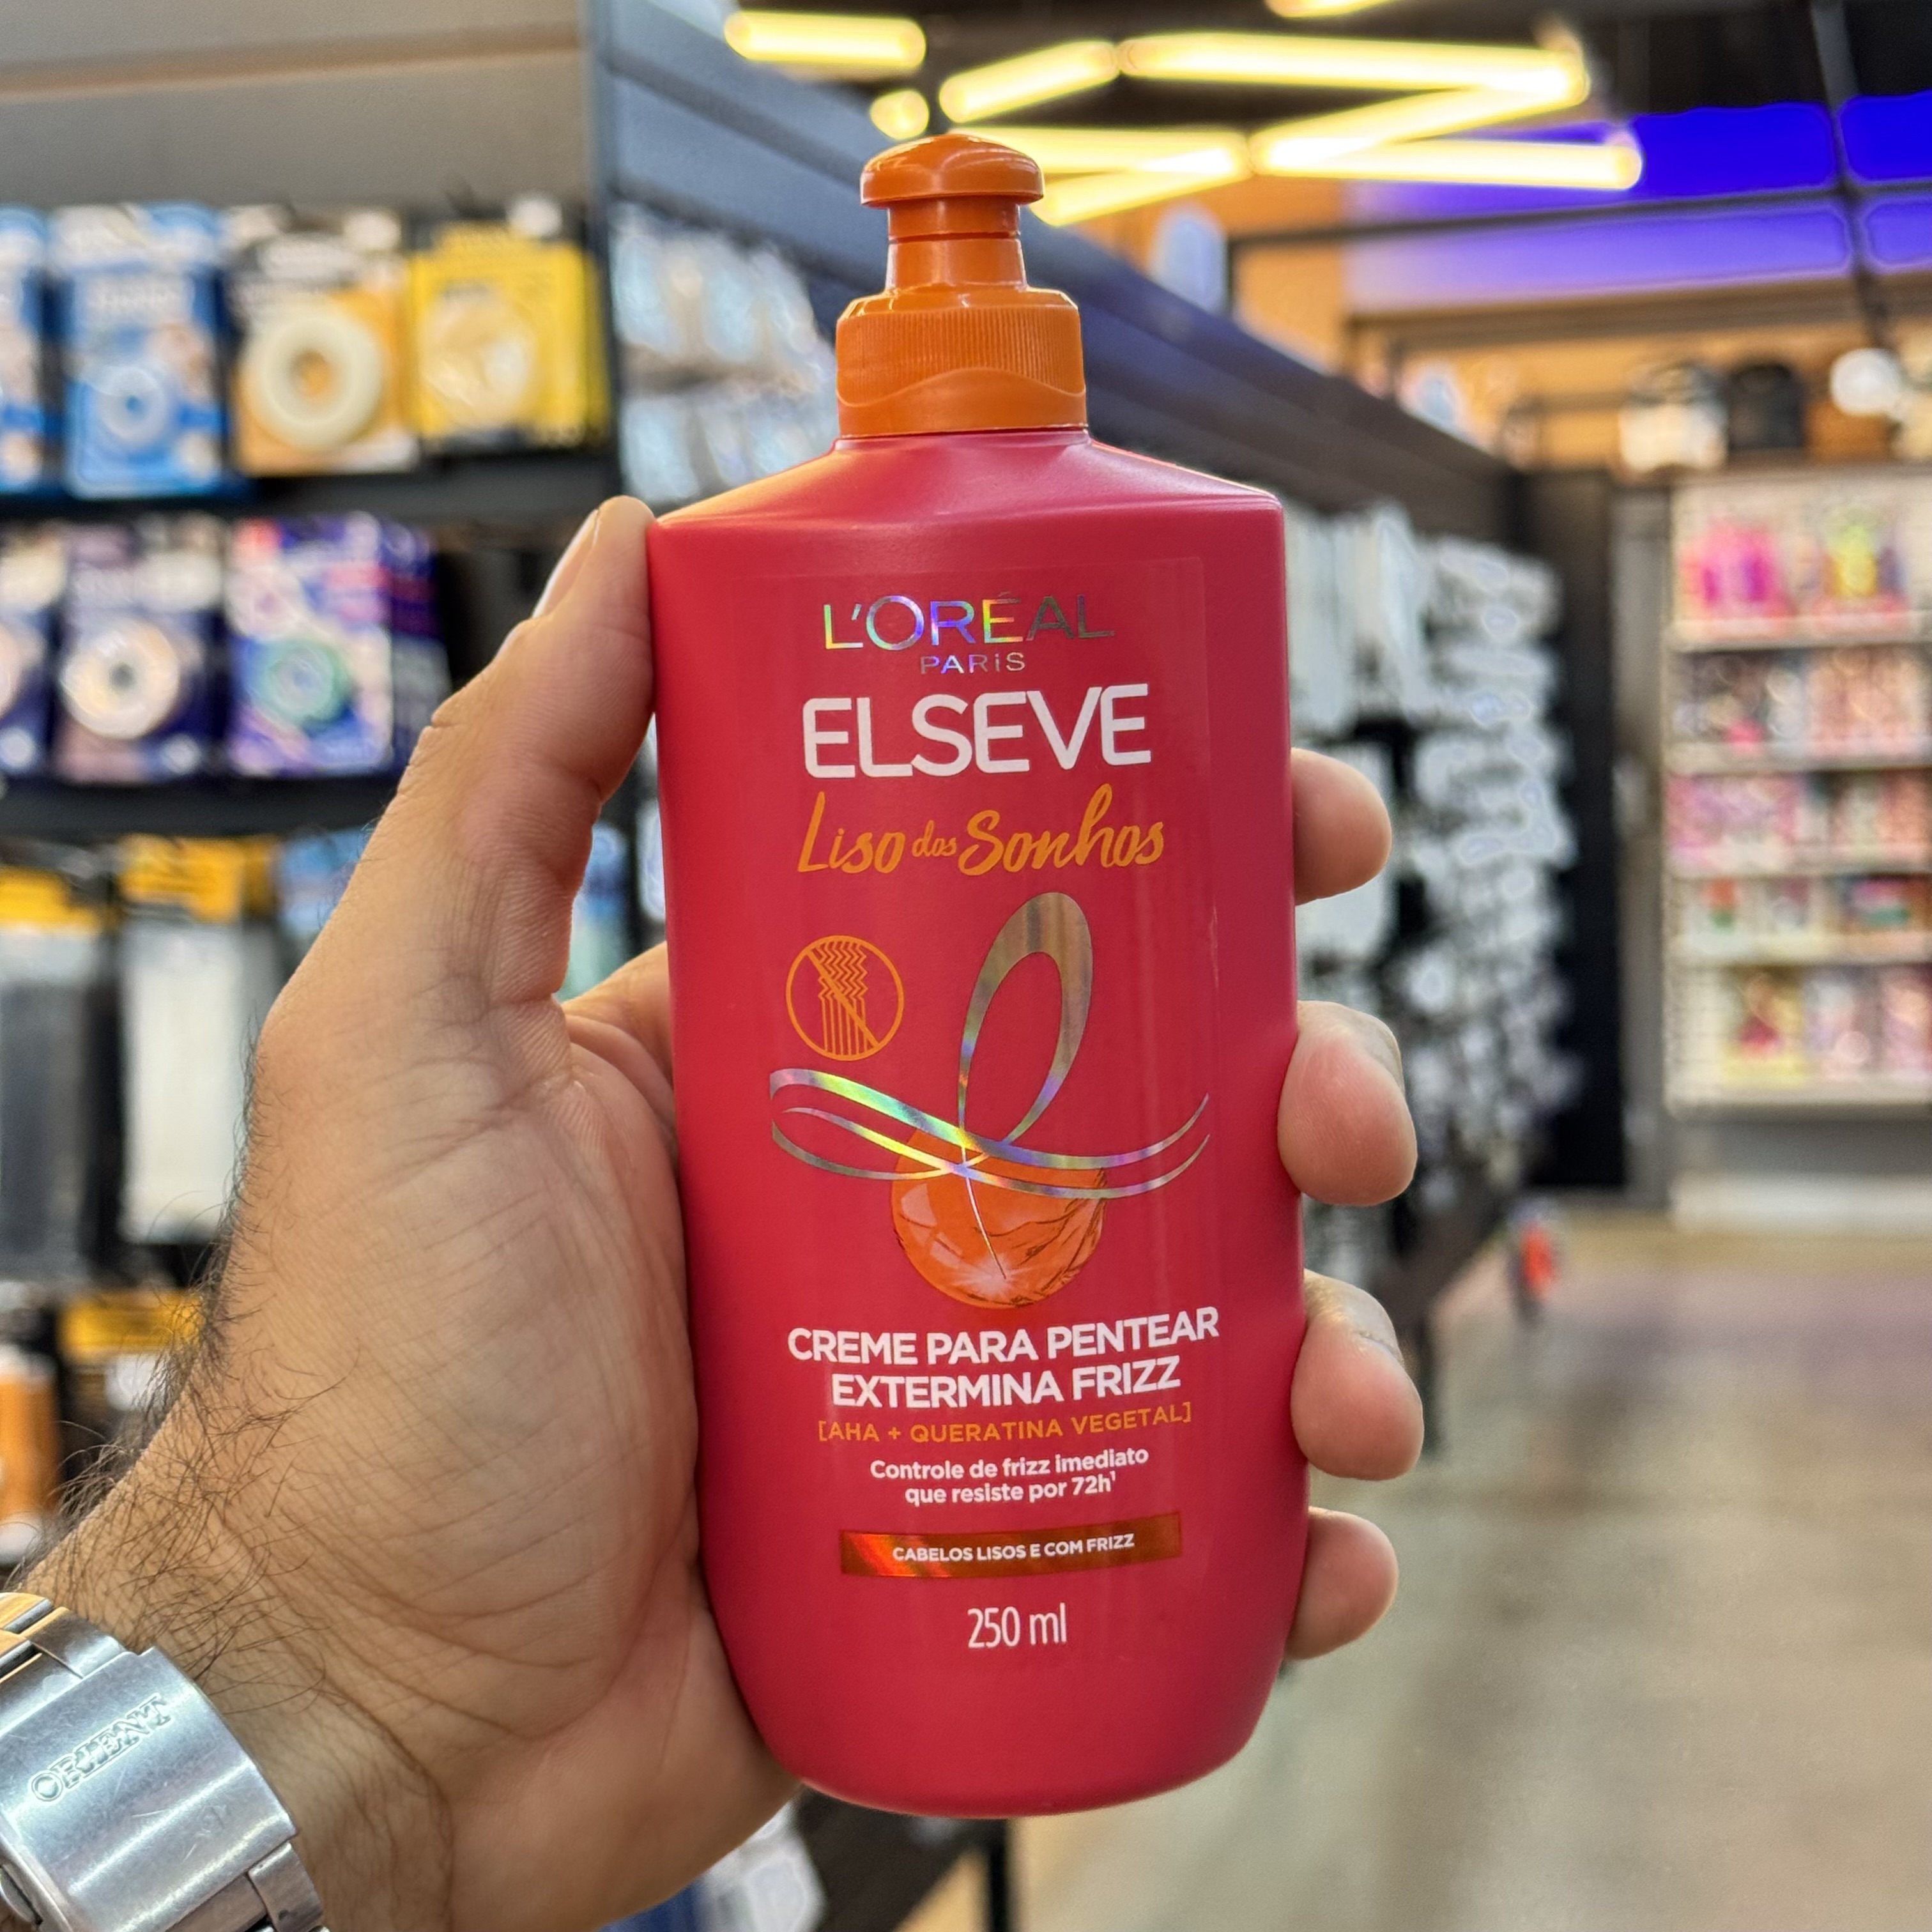 L'ORÉAL
PARiS
ELSEVE
Liso dos Sonhos
CREME PARA PENTEAR
EXTERMINA FRIZZ
[AHA + QUERATINA VEGETAL]
Controle de frizz imediato
que resiste por 72h¹
CABELOS LISOS E COM FRIZZ
250 ml
ORIENT